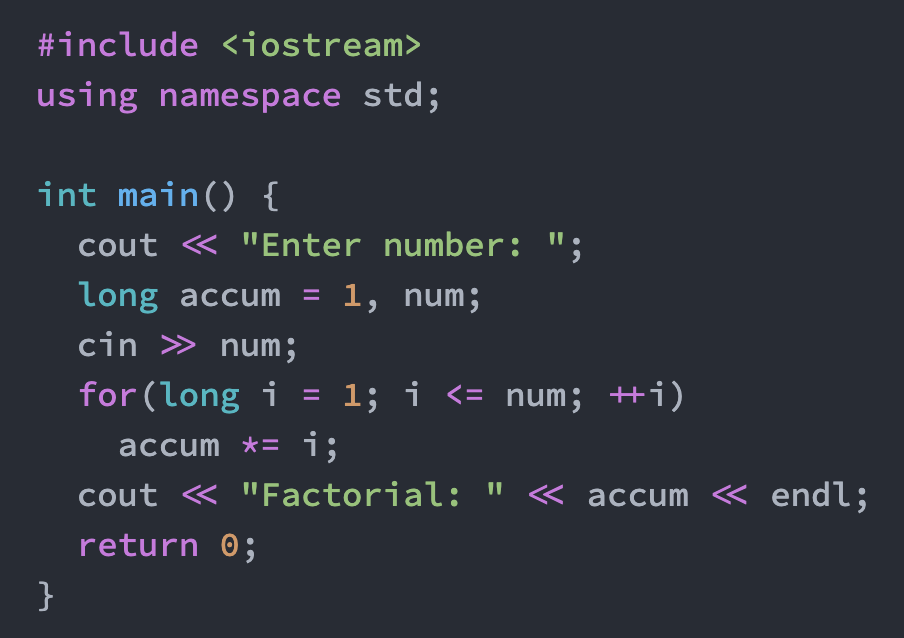 #include <iostream>
using namespace std;
int main() {
cout << "Enter number: ";
long accum = 1, num;
cin >> num;
for(long i = 1; i <= num; ++i)
accum *= i;
cout << "Factorial: " << accum << endl;
return 0;
}